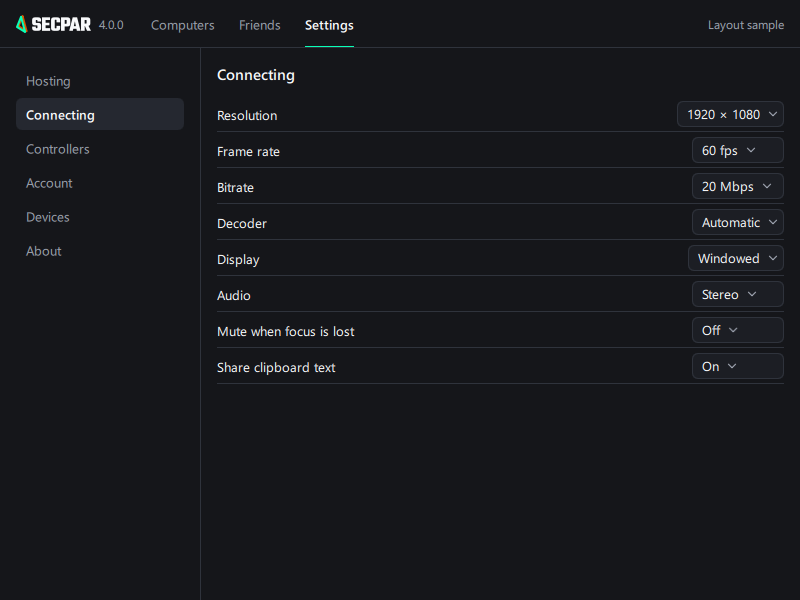 SECPAR 4.0.0 Computers Friends Settings Layout sample
Hosting
Connecting
Controllers
Account
Devices
About
Connecting
Resolution 1920 × 1080
Frame rate 60 fps
Bitrate 20 Mbps
Decoder Automatic
Display Windowed
Audio Stereo
Mute when focus is lost Off
Share clipboard text On